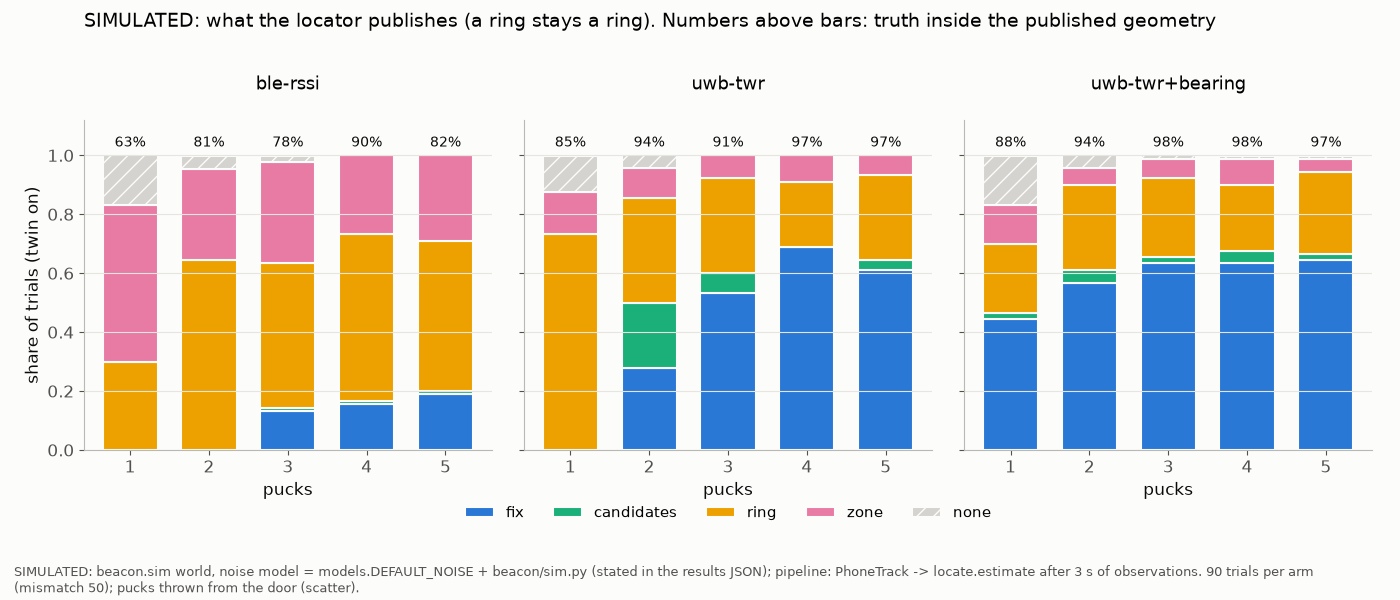 SIMULATED: what the locator publishes (a ring stays a ring). Numbers above bars: truth inside the published geometry
ble-rssi
uwb-twr
uwb-twr+bearing
share of trials (twin on)
1.0
0.8
0.6
0.4
0.2
0.0
63% 81% 78% 90% 82%
85% 94% 91% 97% 97%
88% 94% 98% 98% 97%
1 2 3 4 5
1 2 3 4 5
1 2 3 4 5
pucks
pucks
pucks
fix candidates ring zone none
SIMULATED: beacon.sim world, noise model = models.DEFAULT_NOISE + beacon/sim.py (stated in the results JSON); pipeline: PhoneTrack -> locate.estimate after 3 s of observations. 90 trials per arm
(mismatch 50); pucks thrown from the door (scatter).